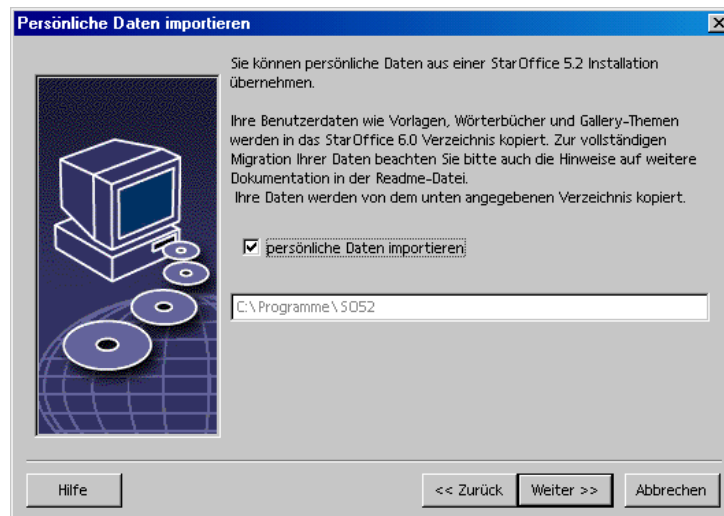 Persönliche Daten importieren
Sie können persönliche Daten aus einer StarOffice 5.2 Installation
übernehmen.
Ihre Benutzerdaten wie Vorlagen, Wörterbücher und Gallery-Themen
werden in das StarOffice 6.0 Verzeichnis kopiert. Zur vollständigen
Migration Ihrer Daten beachten Sie bitte auch die Hinweise auf weitere
Dokumentation in der Readme-Datei.
Ihre Daten werden von dem unten angegebenen Verzeichnis kopiert.
persönliche Daten importieren
C:\Programme\SO52
Hilfe
<< Zurück
Weiter >>
Abbrechen